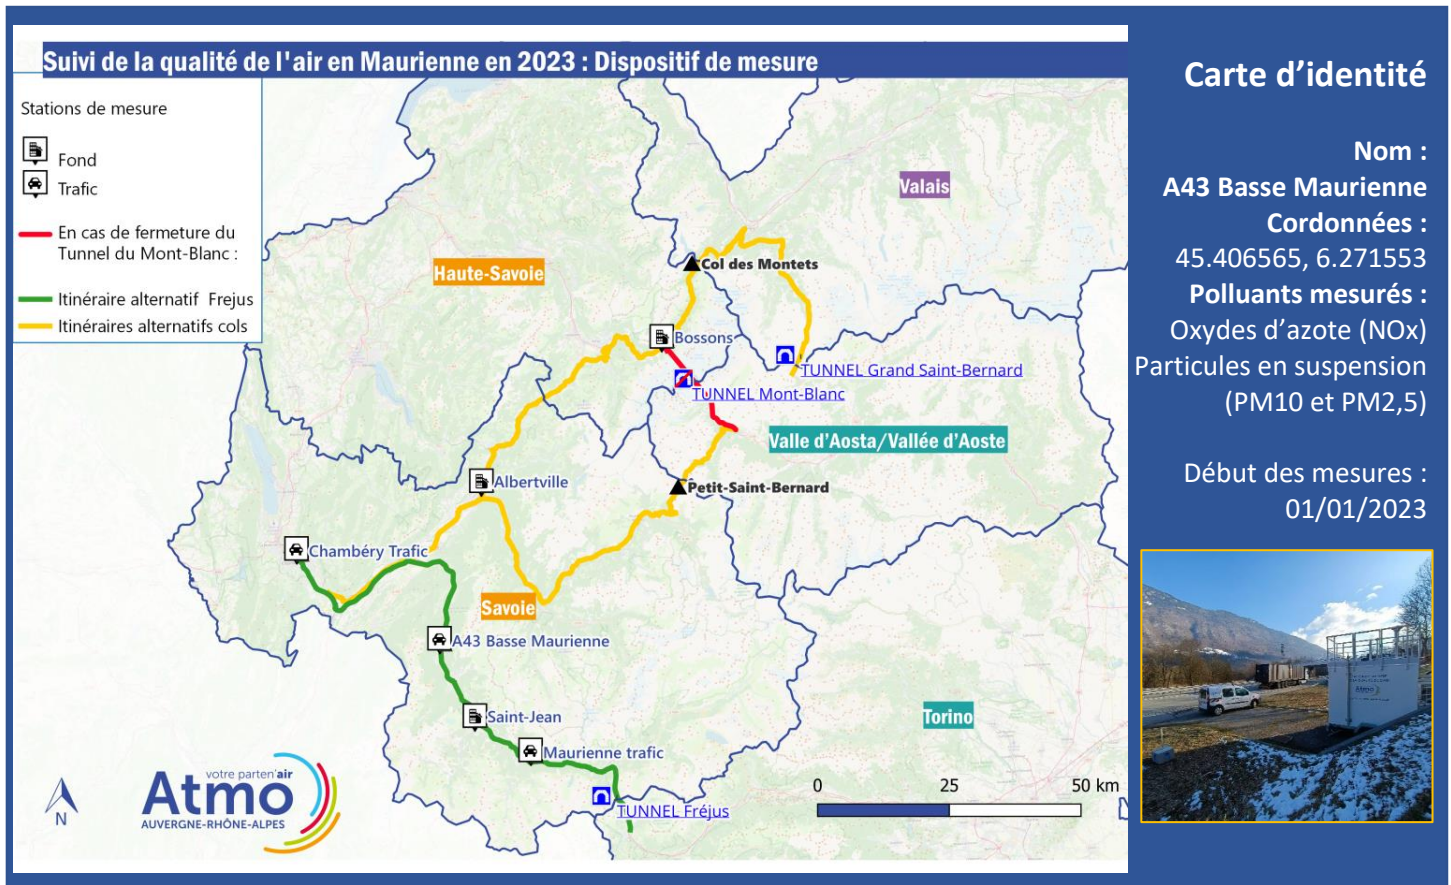 Suivi de la qualité de l'air en Maurienne en 2023 : Dispositif de mesure
Stations de mesure
Fond
Trafic
En cas de fermeture du
Tunnel du Mont-Blanc :
Itinéraire alternatif Frejus
Itinéraires alternatifs cols
Valais
Haute-Savoie
Col des Montets
Bossons
TUNNEL Grand Saint-Bernard
TUNNEL Mont-Blanc
Valle d'Aosta/Vallée d'Aoste
Albertville
Petit-Saint-Bernard
Chambéry Trafic
Savoie
A43 Basse Maurienne
Saint-Jean
Torino
Maurienne trafic
TUNNEL Fréjus
0 25 50 km
N
votre parten'air
Atmo
AUVERGNE-RHÔNE-ALPES
Carte d’identité
Nom :
A43 Basse Maurienne
Cordonnées :
45.406565, 6.271553
Polluants mesurés :
Oxydes d’azote (NOx)
Particules en suspension
(PM10 et PM2,5)
Début des mesures :
01/01/2023
Atmo